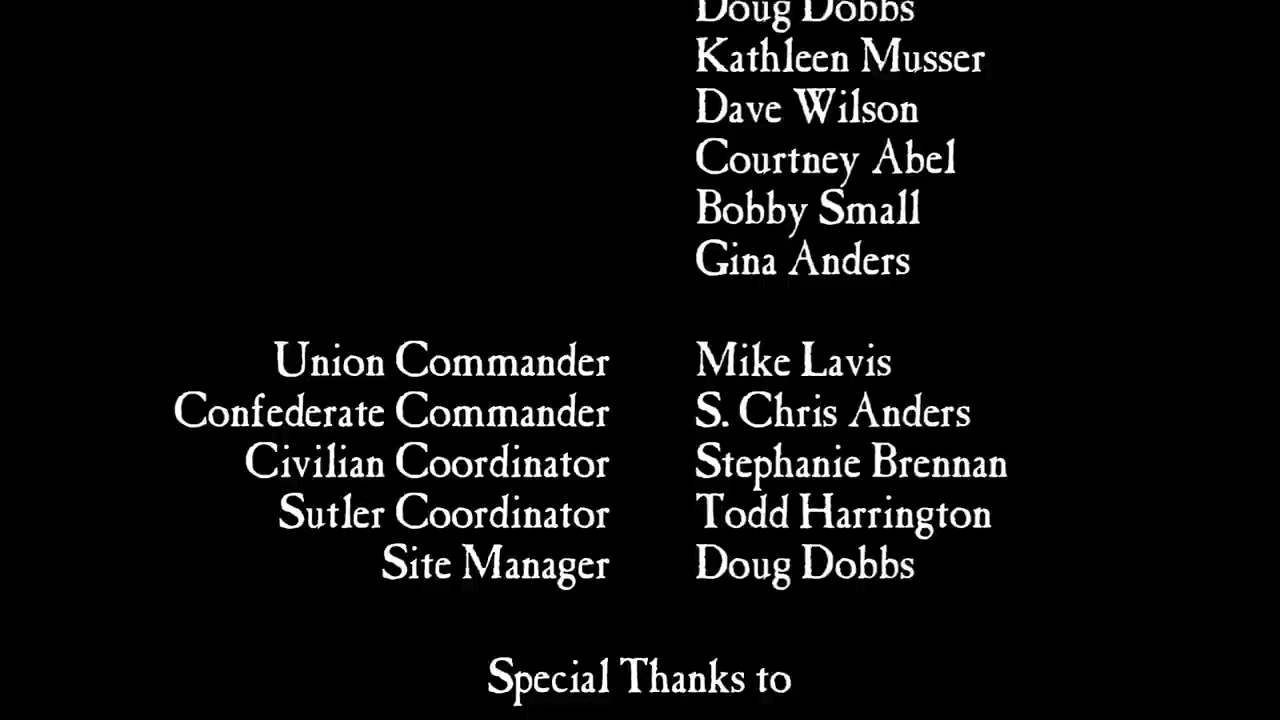 Doug Dobbs
Kathleen Musser
Dave Wilson
Courtney Abel
Bobby Small
Gina Anders
Union Commander Mike Lavis
Confederate Commander S. Chris Anders
Civilian Coordinator Stephanie Brennan
Sutler Coordinator Todd Harrington
Site Manager Doug Dobbs
Special Thanks to